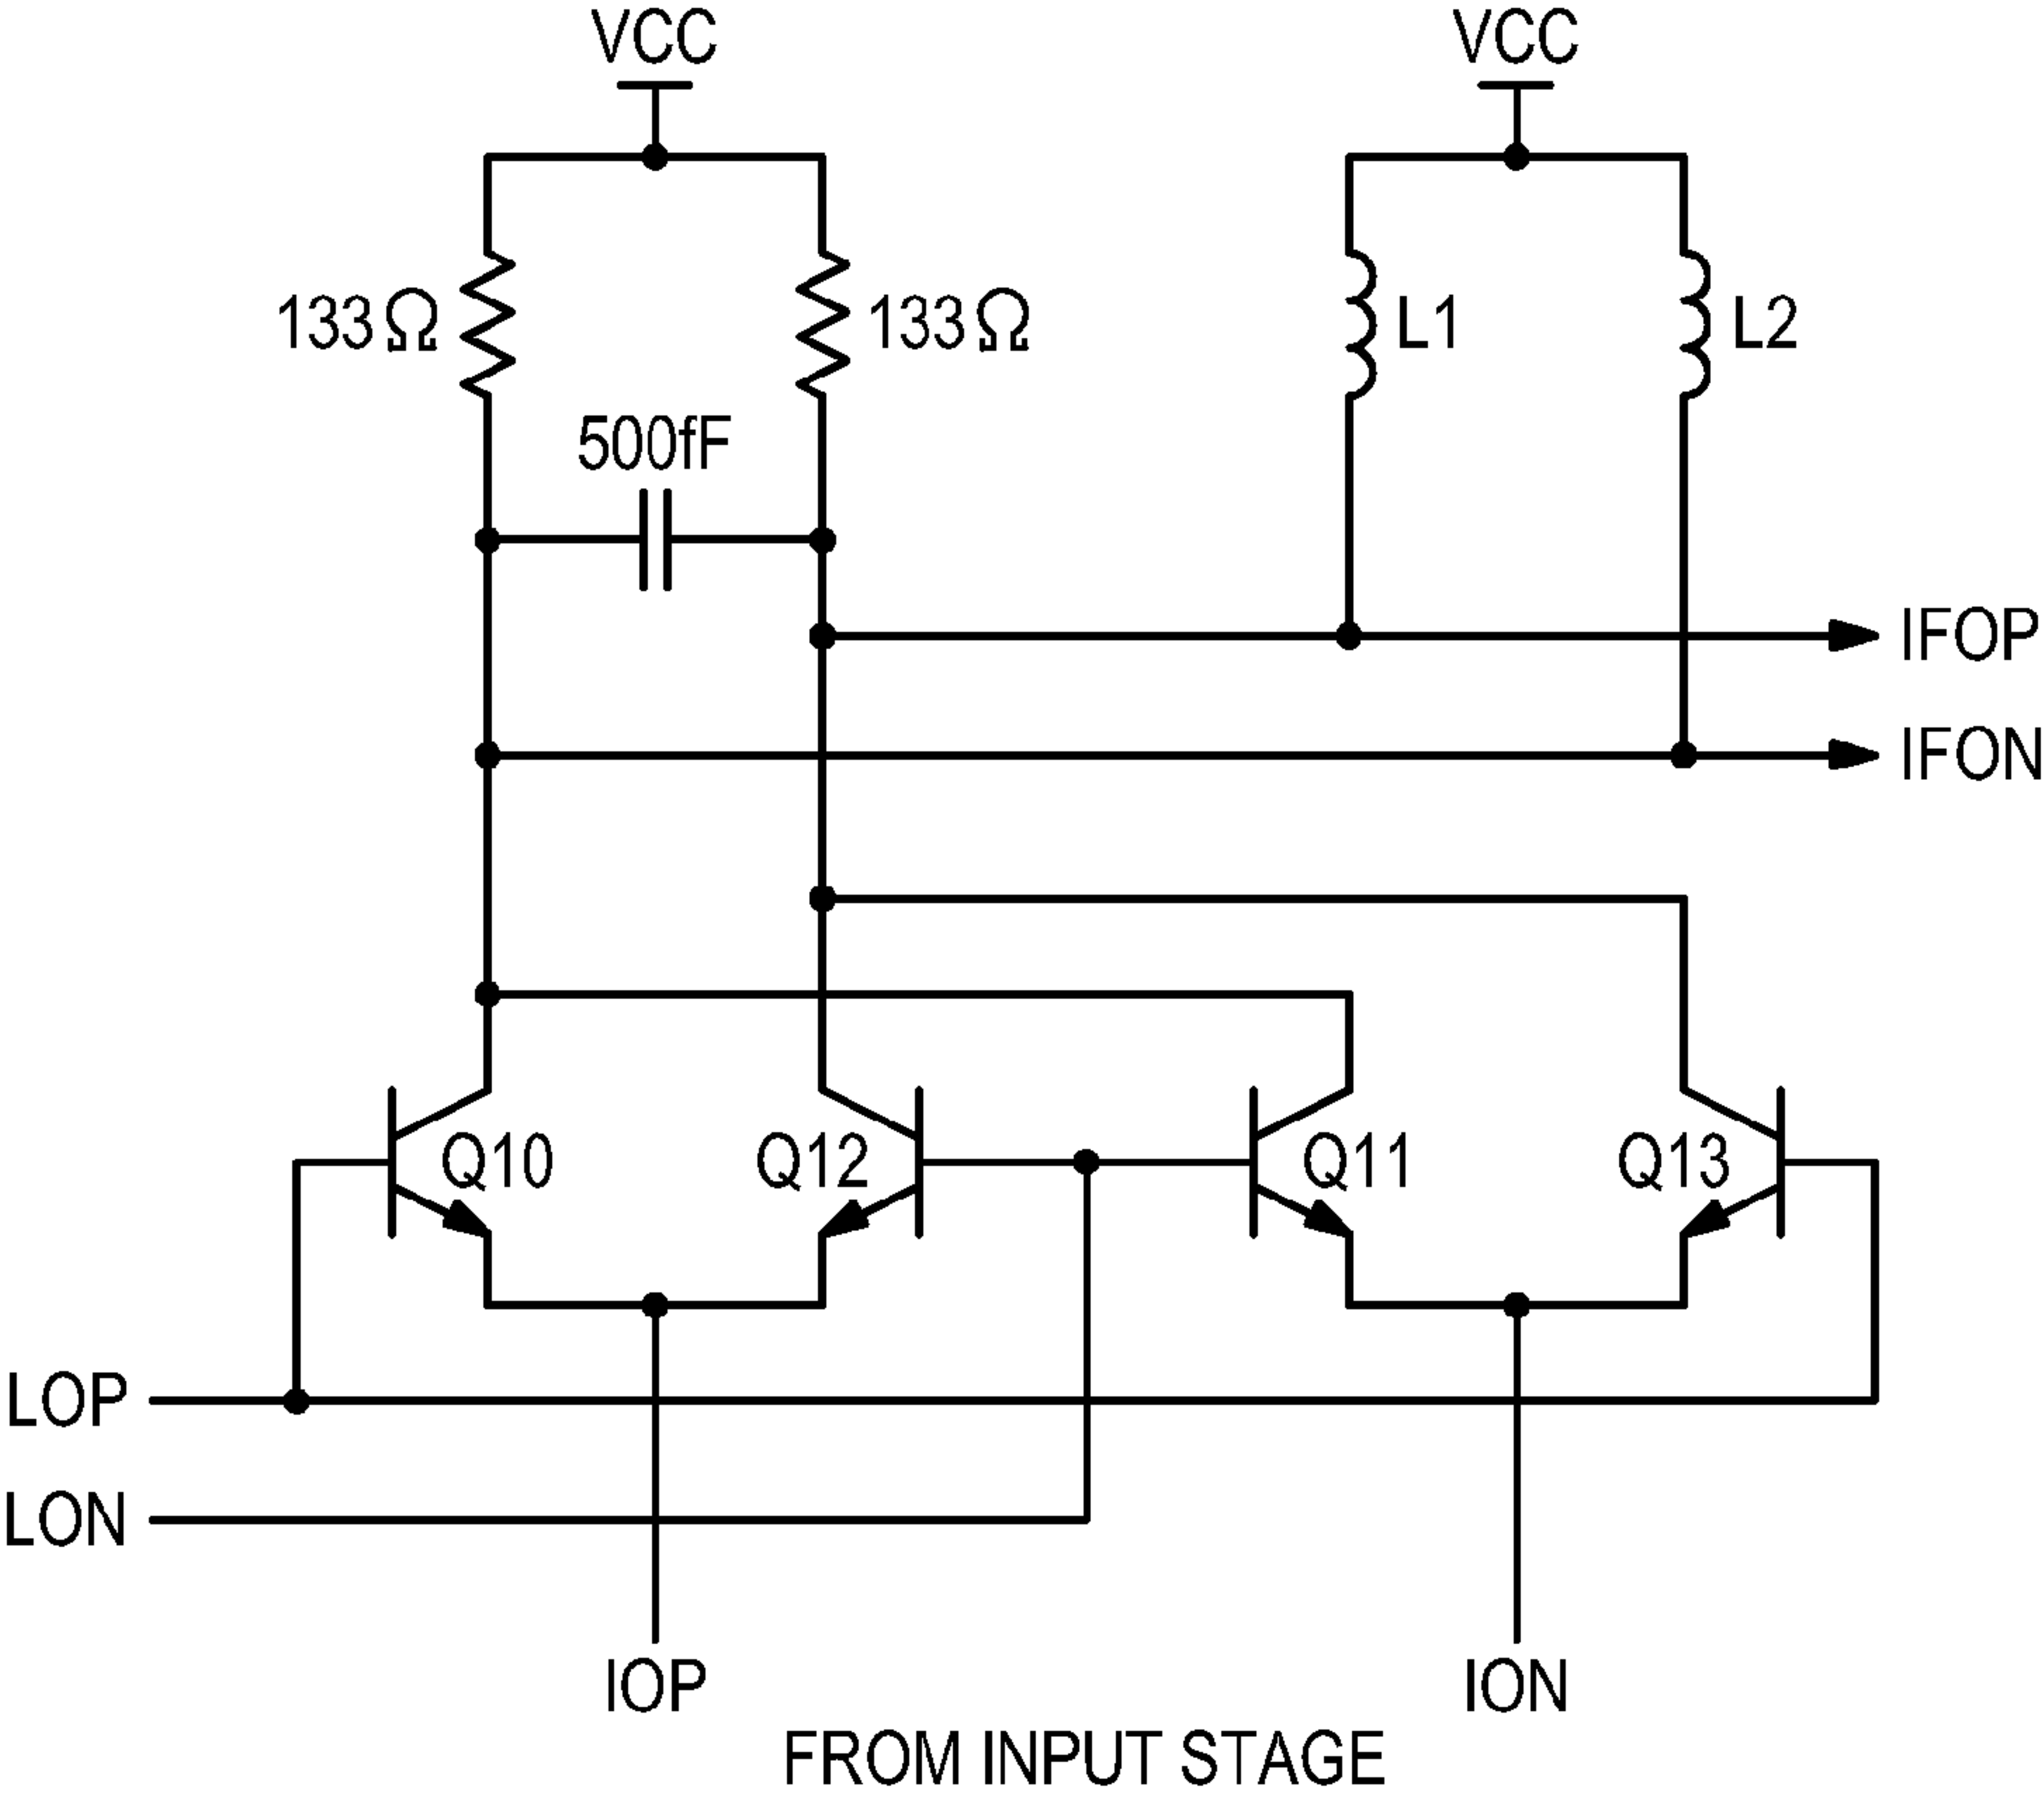 VCC
VCC
133Ω
133Ω
L1
L2
500fF
IFOP
IFON
Q10
Q12
Q11
Q13
LOP
LON
IOP
ION
FROM INPUT STAGE